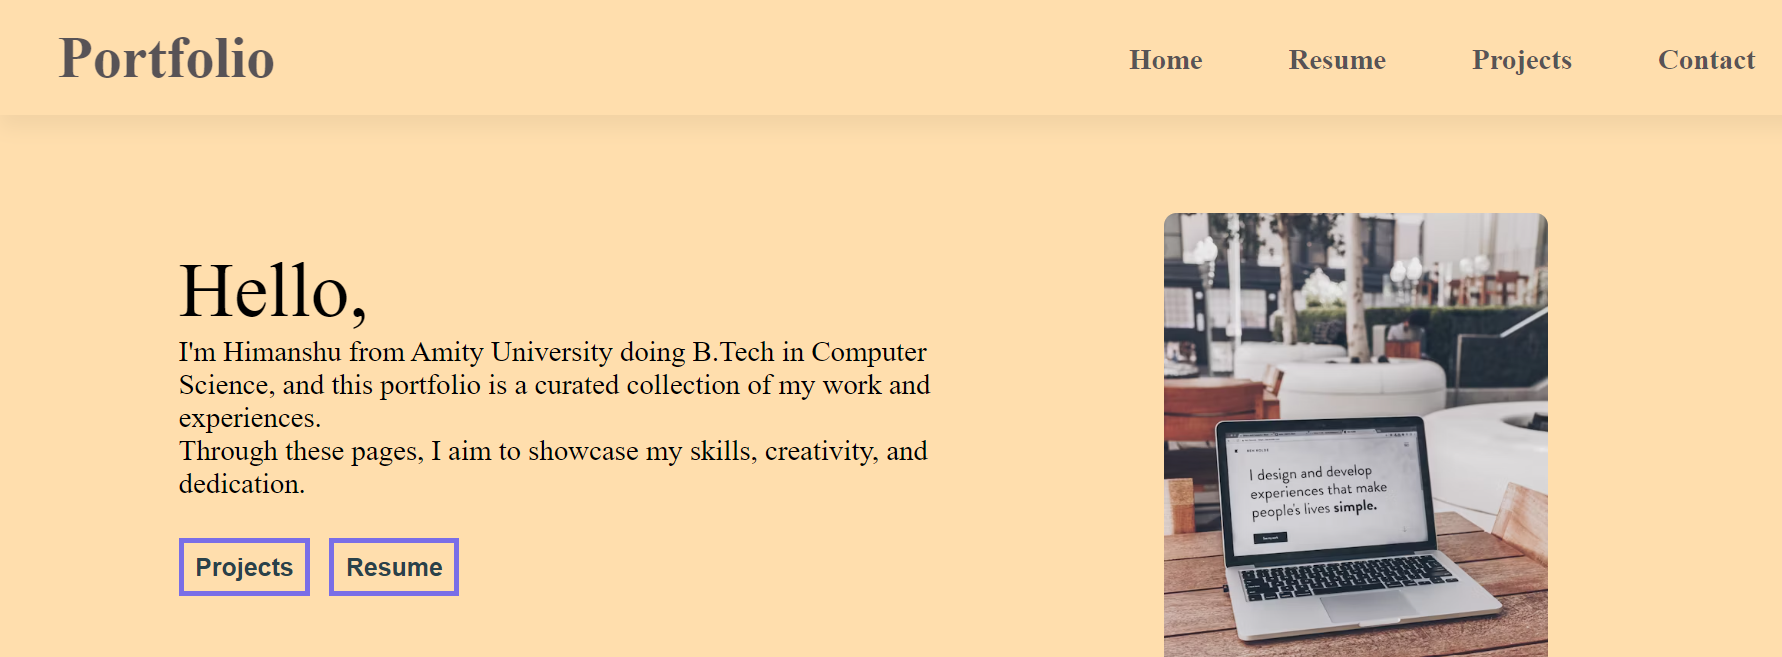 Portfolio
Home Resume Projects Contact
Hello,
I'm Himanshu from Amity University doing B.Tech in Computer
Science, and this portfolio is a curated collection of my work and
experiences.
Through these pages, I aim to showcase my skills, creativity, and
dedication.
Projects Resume
I design and develop
experiences that make
people's lives simple.